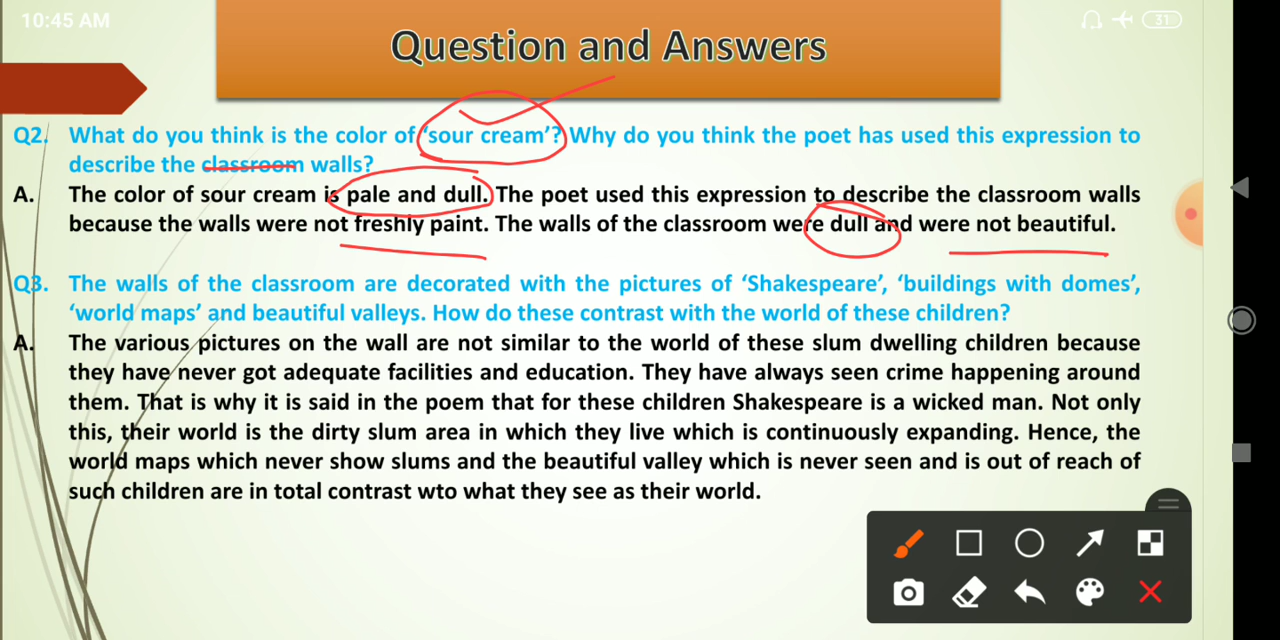 10:45 AM
31
Question and Answers
Q2. What do you think is the color of ‘sour cream’? Why do you think the poet has used this expression to
describe the classroom walls?
A. The color of sour cream is pale and dull. The poet used this expression to describe the classroom walls
because the walls were not freshly paint. The walls of the classroom were dull and were not beautiful.
Q3. The walls of the classroom are decorated with the pictures of ‘Shakespeare’, ‘buildings with domes’,
‘world maps’ and beautiful valleys. How do these contrast with the world of these children?
A. The various pictures on the wall are not similar to the world of these slum dwelling children because
they have never got adequate facilities and education. They have always seen crime happening around
them. That is why it is said in the poem that for these children Shakespeare is a wicked man. Not only
this, their world is the dirty slum area in which they live which is continuously expanding. Hence, the
world maps which never show slums and the beautiful valley which is never seen and is out of reach of
such children are in total contrast wto what they see as their world.